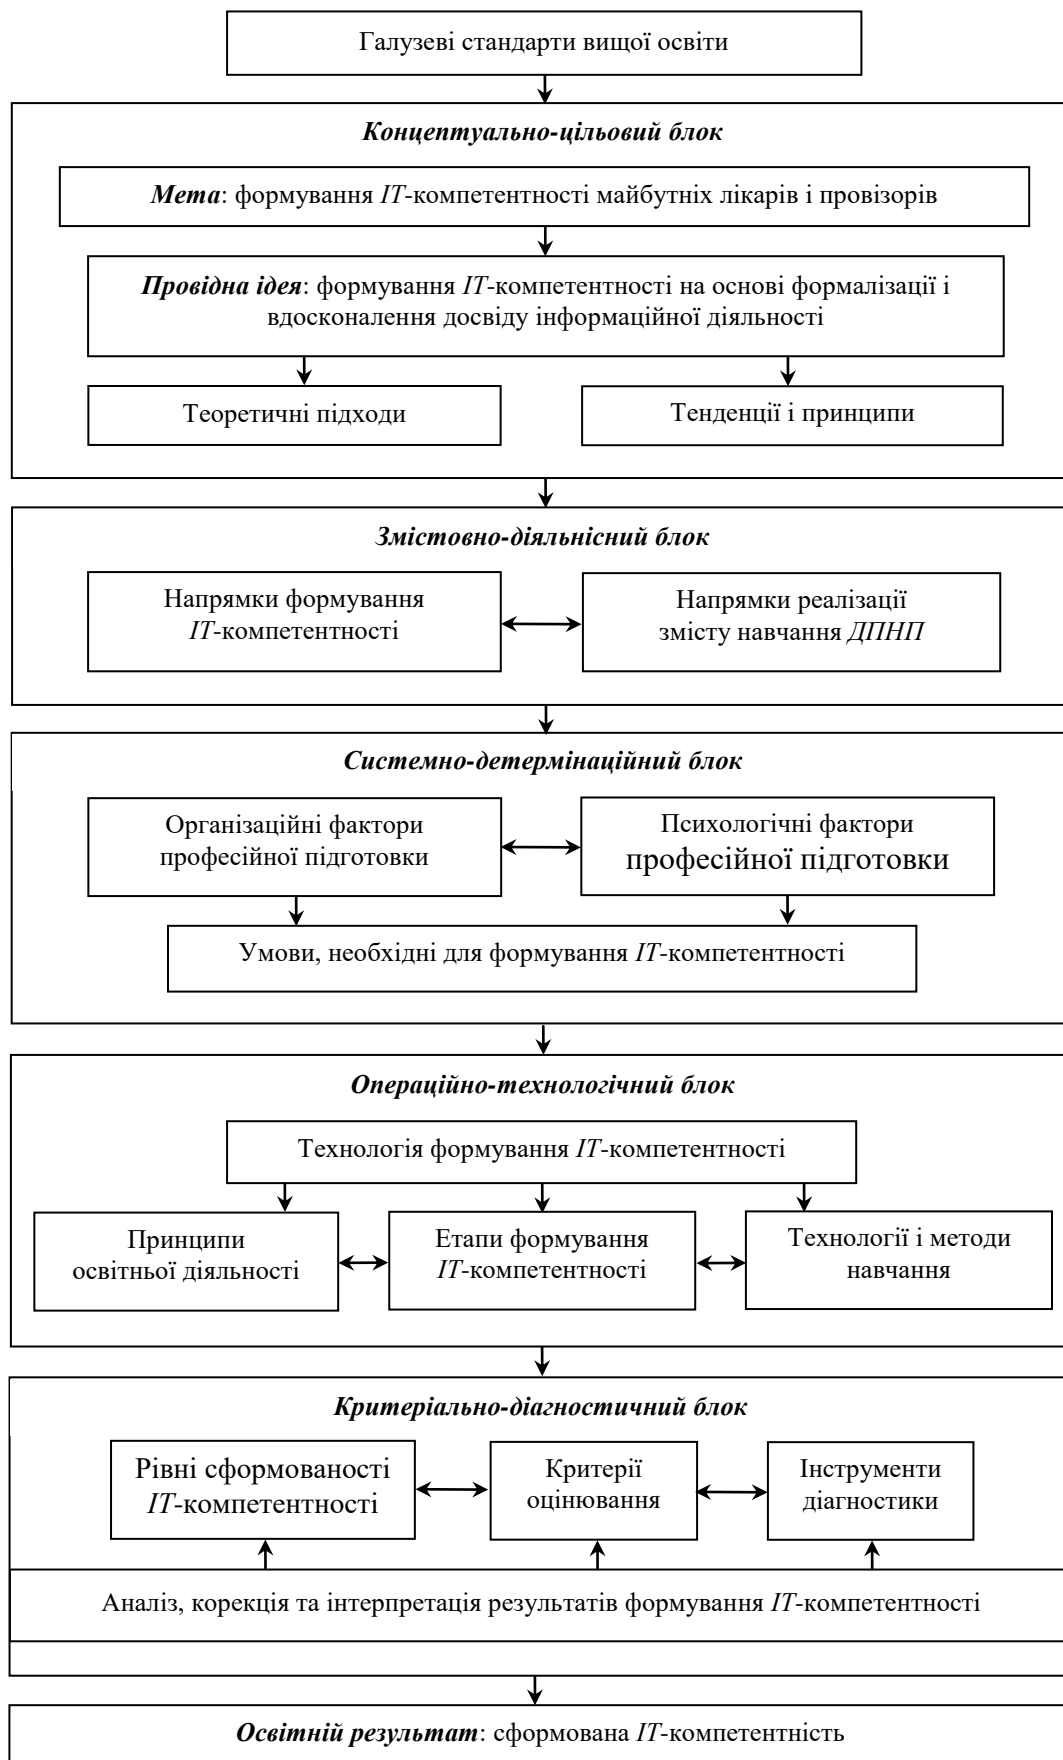 Галузеві стандарти вищої освіти
Концептуально-цільовий блок
Мета: формування ІТ-компетентності майбутніх лікарів і провізорів
Провідна ідея: формування ІТ-компетентності на основі формалізації і
вдосконалення досвіду інформаційної діяльності
Теоретичні підходи
Тенденції і принципи
Змістовно-діяльнісний блок
Напрямки формування
ІТ-компетентності
Напрямки реалізації
змісту навчання ДПНП
Системно-детермінаційний блок
Організаційні фактори
професійної підготовки
Психологічні фактори
професійної підготовки
Умови, необхідні для формування ІТ-компетентності
Операційно-технологічний блок
Технологія формування ІТ-компетентності
Принципи
освітньої діяльності
Етапи формування
ІТ-компетентності
Технології і методи
навчання
Критеріально-діагностичний блок
Рівні сформованості
ІТ-компетентності
Критерії
оцінювання
Інструменти
діагностики
Аналіз, корекція та інтерпретація результатів формування ІТ-компетентності
Освітній результат: сформована ІТ-компетентність